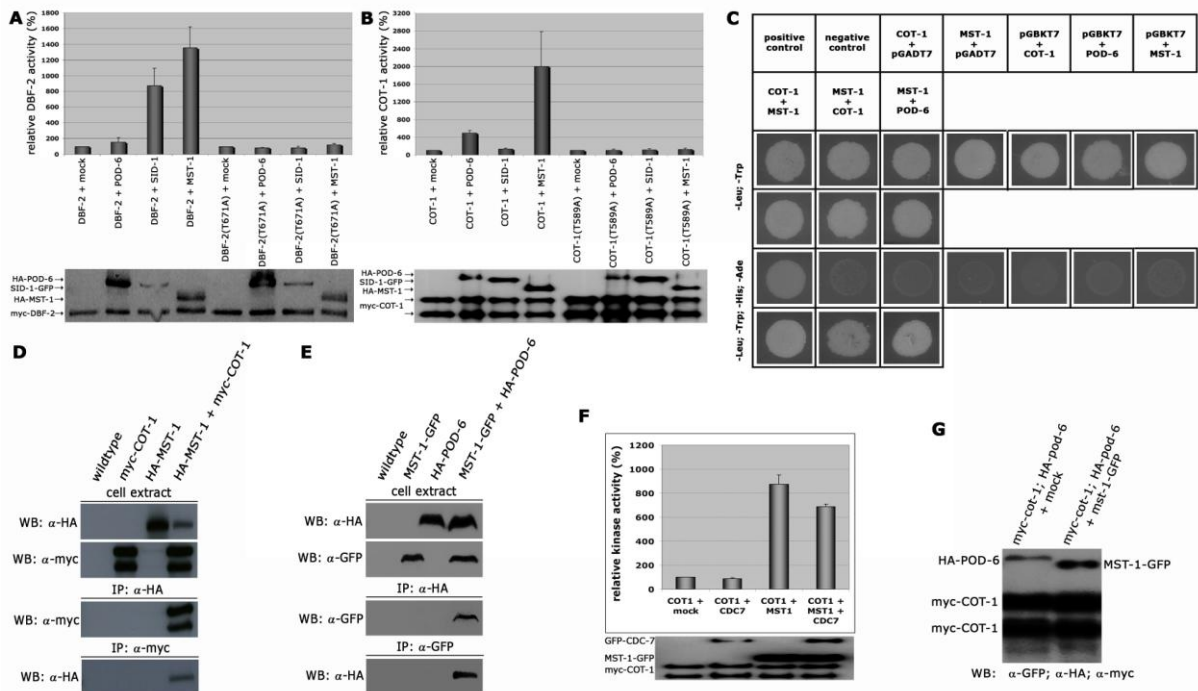 A
relative DBF-2 activity (%)
1800
1600
1400
1200
1000
800
600
400
200
0
DBF-2 + mock
DBF-2 + POD-6
DBF-2 + SID-1
DBF-2 + MST-1
DBF-2(T671A) + mock
DBF-2(T671A) + POD-6
DBF-2(T671A) + SID-1
DBF-2(T671A) + MST-1
HA-POD-6
SID-1-GFP
HA-MST-1
myc-DBF-2
B
relative COT-1 activity (%)
3200
2800
2400
2000
1600
1200
800
400
0
COT-1 + mock
COT-1 + POD-6
COT-1 + SID-1
COT-1 + MST-1
COT-1(T589A) + mock
COT-1(T589A) + POD-6
COT-1(T589A) + SID-1
COT-1(T589A) + MST-1
HA-POD-6
SID-1-GFP
HA-MST-1
myc-COT-1
C
positive control
negative control
COT-1 + pGADT7
MST-1 + pGADT7
pGBKT7 + COT-1
pGBKT7 + POD-6
pGBKT7 + MST-1
COT-1 + MST-1
MST-1 + COT-1
MST-1 + POD-6
-Leu; -Trp
-Leu; -Trp; -His; -Ade
D
wildtype
myc-COT-1
HA-MST-1
HA-MST-1 + myc-COT-1
cell extract
WB: α-HA
WB: α-myc
IP: α-HA
WB: α-myc
IP: α-myc
WB: α-HA
E
wildtype
MST-1-GFP
HA-POD-6
MST-1-GFP + HA-POD-6
cell extract
WB: α-HA
WB: α-GFP
IP: α-HA
WB: α-GFP
IP: α-GFP
WB: α-HA
F
relative kinase activity (%)
1200
1000
800
600
400
200
0
COT1 + mock
COT1 + CDC7
COT1 + MST1
COT1 + MST1 + CDC7
GFP-CDC-7
MST-1-GFP
myc-COT-1
G
myc-cot-1; HA-pod-6
+ mock
myc-cot-1; HA-pod-6
+ mst-1-GFP
HA-POD-6
MST-1-GFP
myc-COT-1
myc-COT-1
WB: α-GFP; α-HA; α-myc